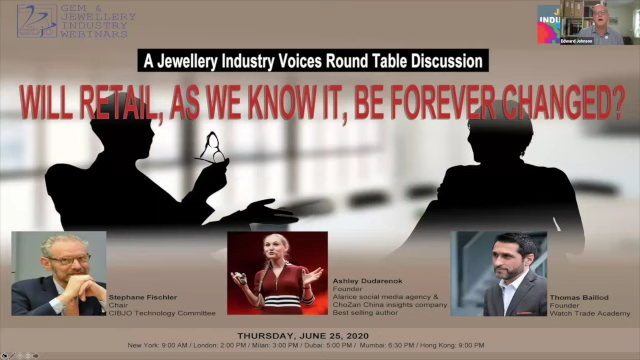 GEM &
JEWELLERY
INDUSTRY
WEBINARS
Edward Johnson
A Jewellery Industry Voices Round Table Discussion
WILL RETAIL, AS WE KNOW IT, BE FOREVER CHANGED?
Stephane Fischler
Chair
CIBJO Technology Committee
Ashley Dudarenok
Founder
Alarice social media agency &
ChoZan China insights company
Best selling author
Thomas Baillod
Founder
Watch Trade Academy
THURSDAY, JUNE 25, 2020
New York: 9:00 AM / London: 2:00 PM / Milan: 3:00 PM / Dubai: 5:00 PM / Mumbai: 6:30 PM / Hong Kong: 9:00 PM